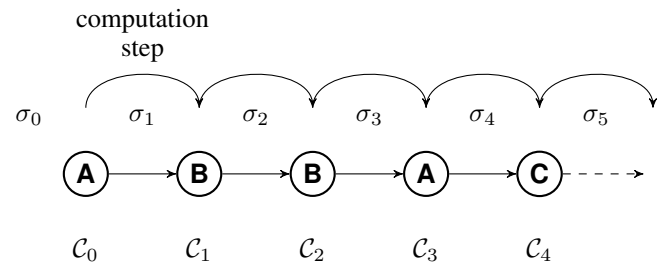 computation
step
σ₀ σ₁ σ₂ σ₃ σ₄ σ₅
A B B A C
𝒞₀ 𝒞₁ 𝒞₂ 𝒞₃ 𝒞₄